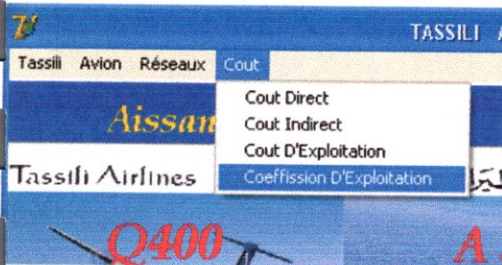 TASSILI
Tassili Avion Réseaux Cout
Cout Direct
Cout Indirect
Cout D'Exploitation
Coeffission D'Exploitation
Aissan
Tassili Airlines
Q400 A